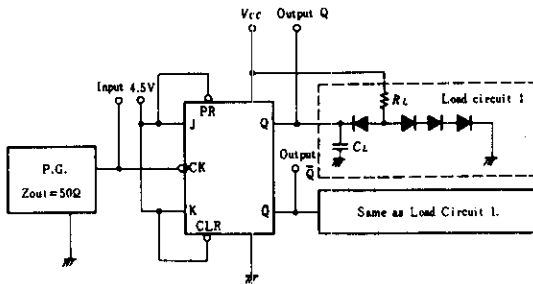 Vcc
Output Q
Input 4.5V
PR
RL
Load circuit 1
J
Q
CL
P.G.
Zout=50Ω
CK
Output
Q̄
K
CLR
Q̄
Same as Load Circuit 1.